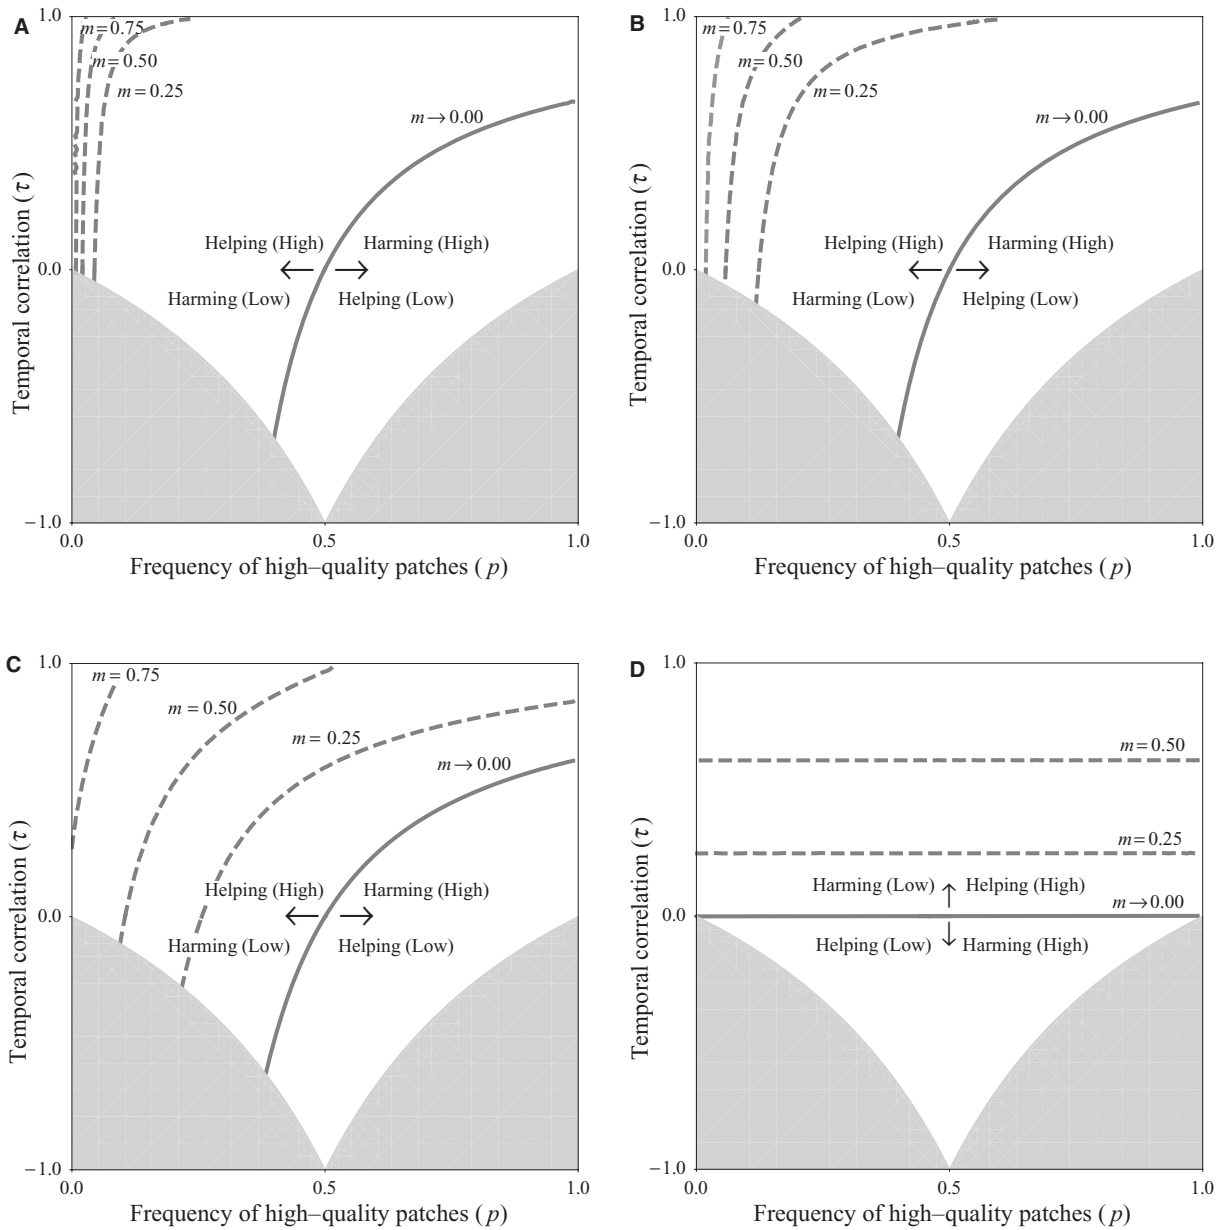 A
1.0
m=0.75
m=0.50
m=0.25
m→0.00
Helping (High)
Harming (High)
0.0
Harming (Low)
Helping (Low)
−1.0
0.0
0.5
1.0
Temporal correlation (τ)
Frequency of high–quality patches (p)
B
1.0
m=0.75
m=0.50
m=0.25
m→0.00
Helping (High)
Harming (High)
0.0
Harming (Low)
Helping (Low)
−1.0
0.0
0.5
1.0
Temporal correlation (τ)
Frequency of high–quality patches (p)
C
1.0
m=0.75
m=0.50
m=0.25
m→0.00
Helping (High)
Harming (High)
0.0
Harming (Low)
Helping (Low)
−1.0
0.0
0.5
1.0
Temporal correlation (τ)
Frequency of high–quality patches (p)
D
1.0
m=0.50
m=0.25
Harming (Low)
Helping (High)
m→0.00
0.0
Helping (Low)
Harming (High)
−1.0
0.0
0.5
1.0
Temporal correlation (τ)
Frequency of high–quality patches (p)